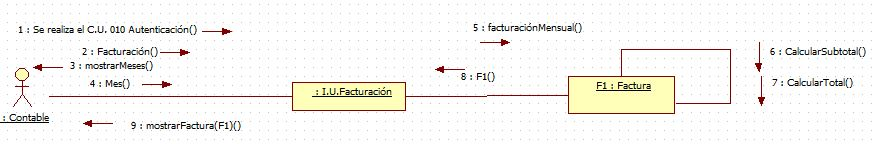 1 : Se realiza el C.U. 010 Autenticación()
5 : facturaciónMensual()
2 : Facturación()
6 : CalcularSubtotal()
3 : mostrarMeses()
8 : F1()
4 : Mes()
7 : CalcularTotal()
: I.U.Facturación
F1 : Factura
: Contable
9 : mostrarFactura(F1)()